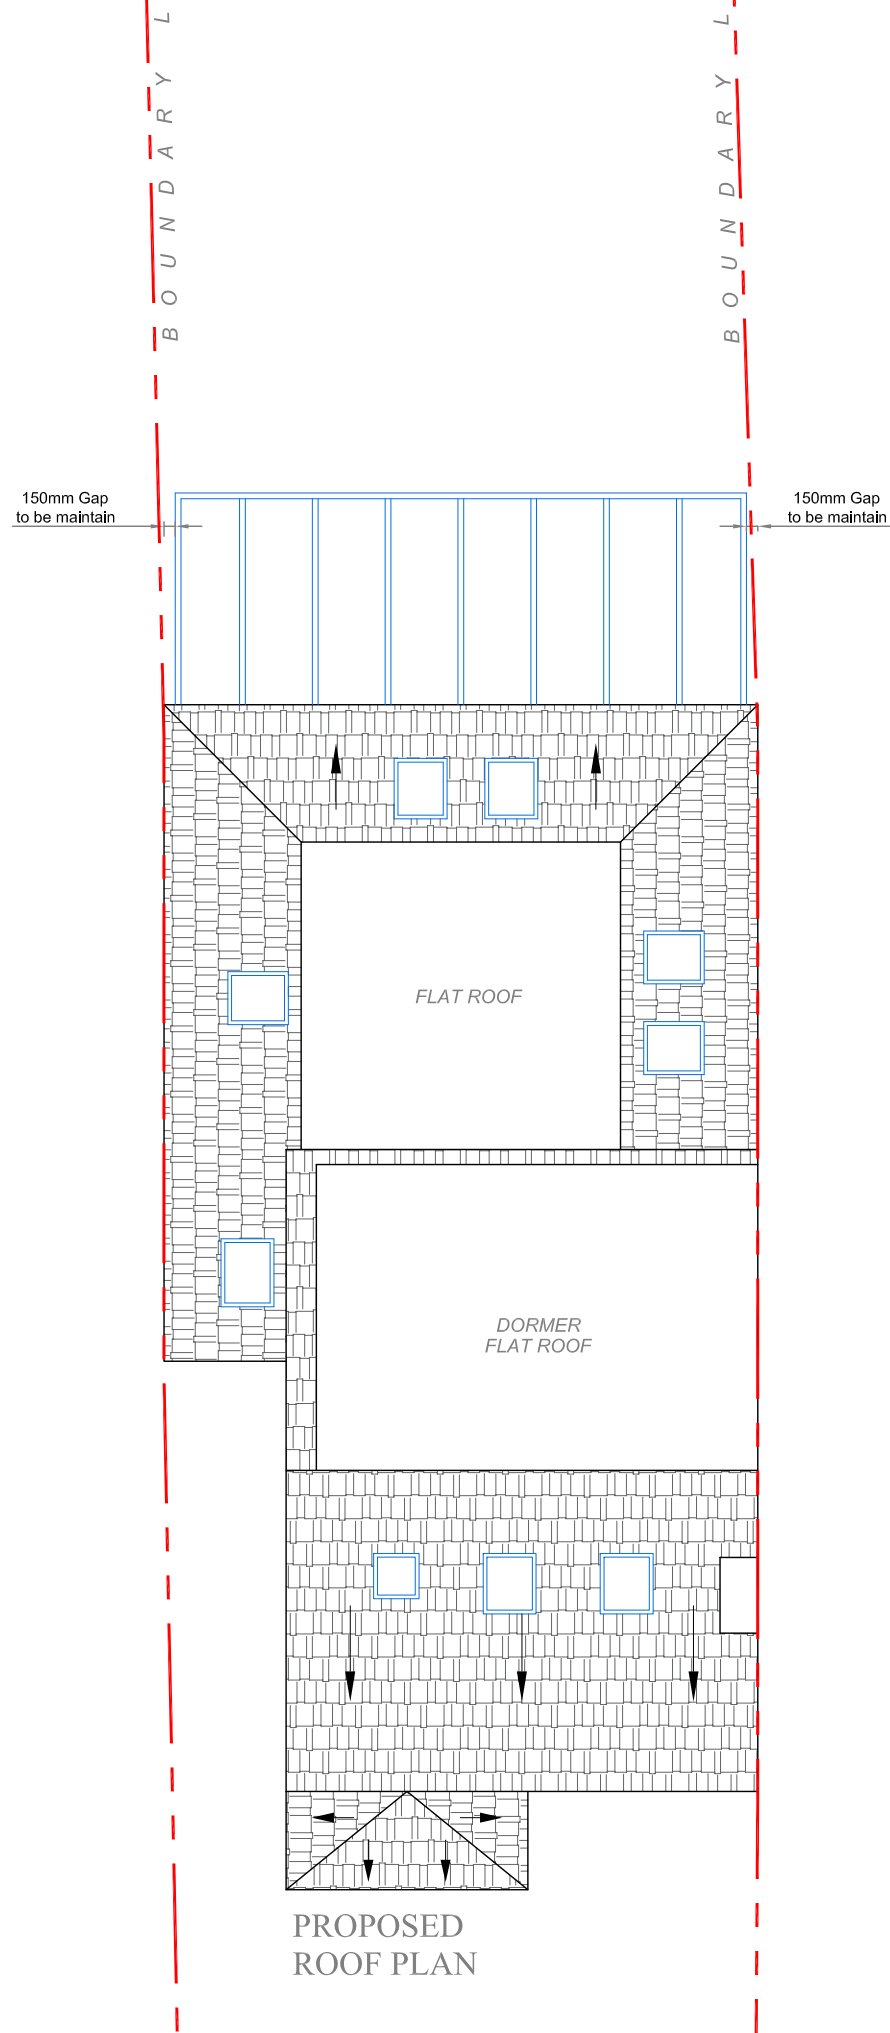 BOUNDARY L
BOUNDARY L
150mm Gap
to be maintain
150mm Gap
to be maintain
FLAT ROOF
DORMER
FLAT ROOF
PROPOSED
ROOF PLAN